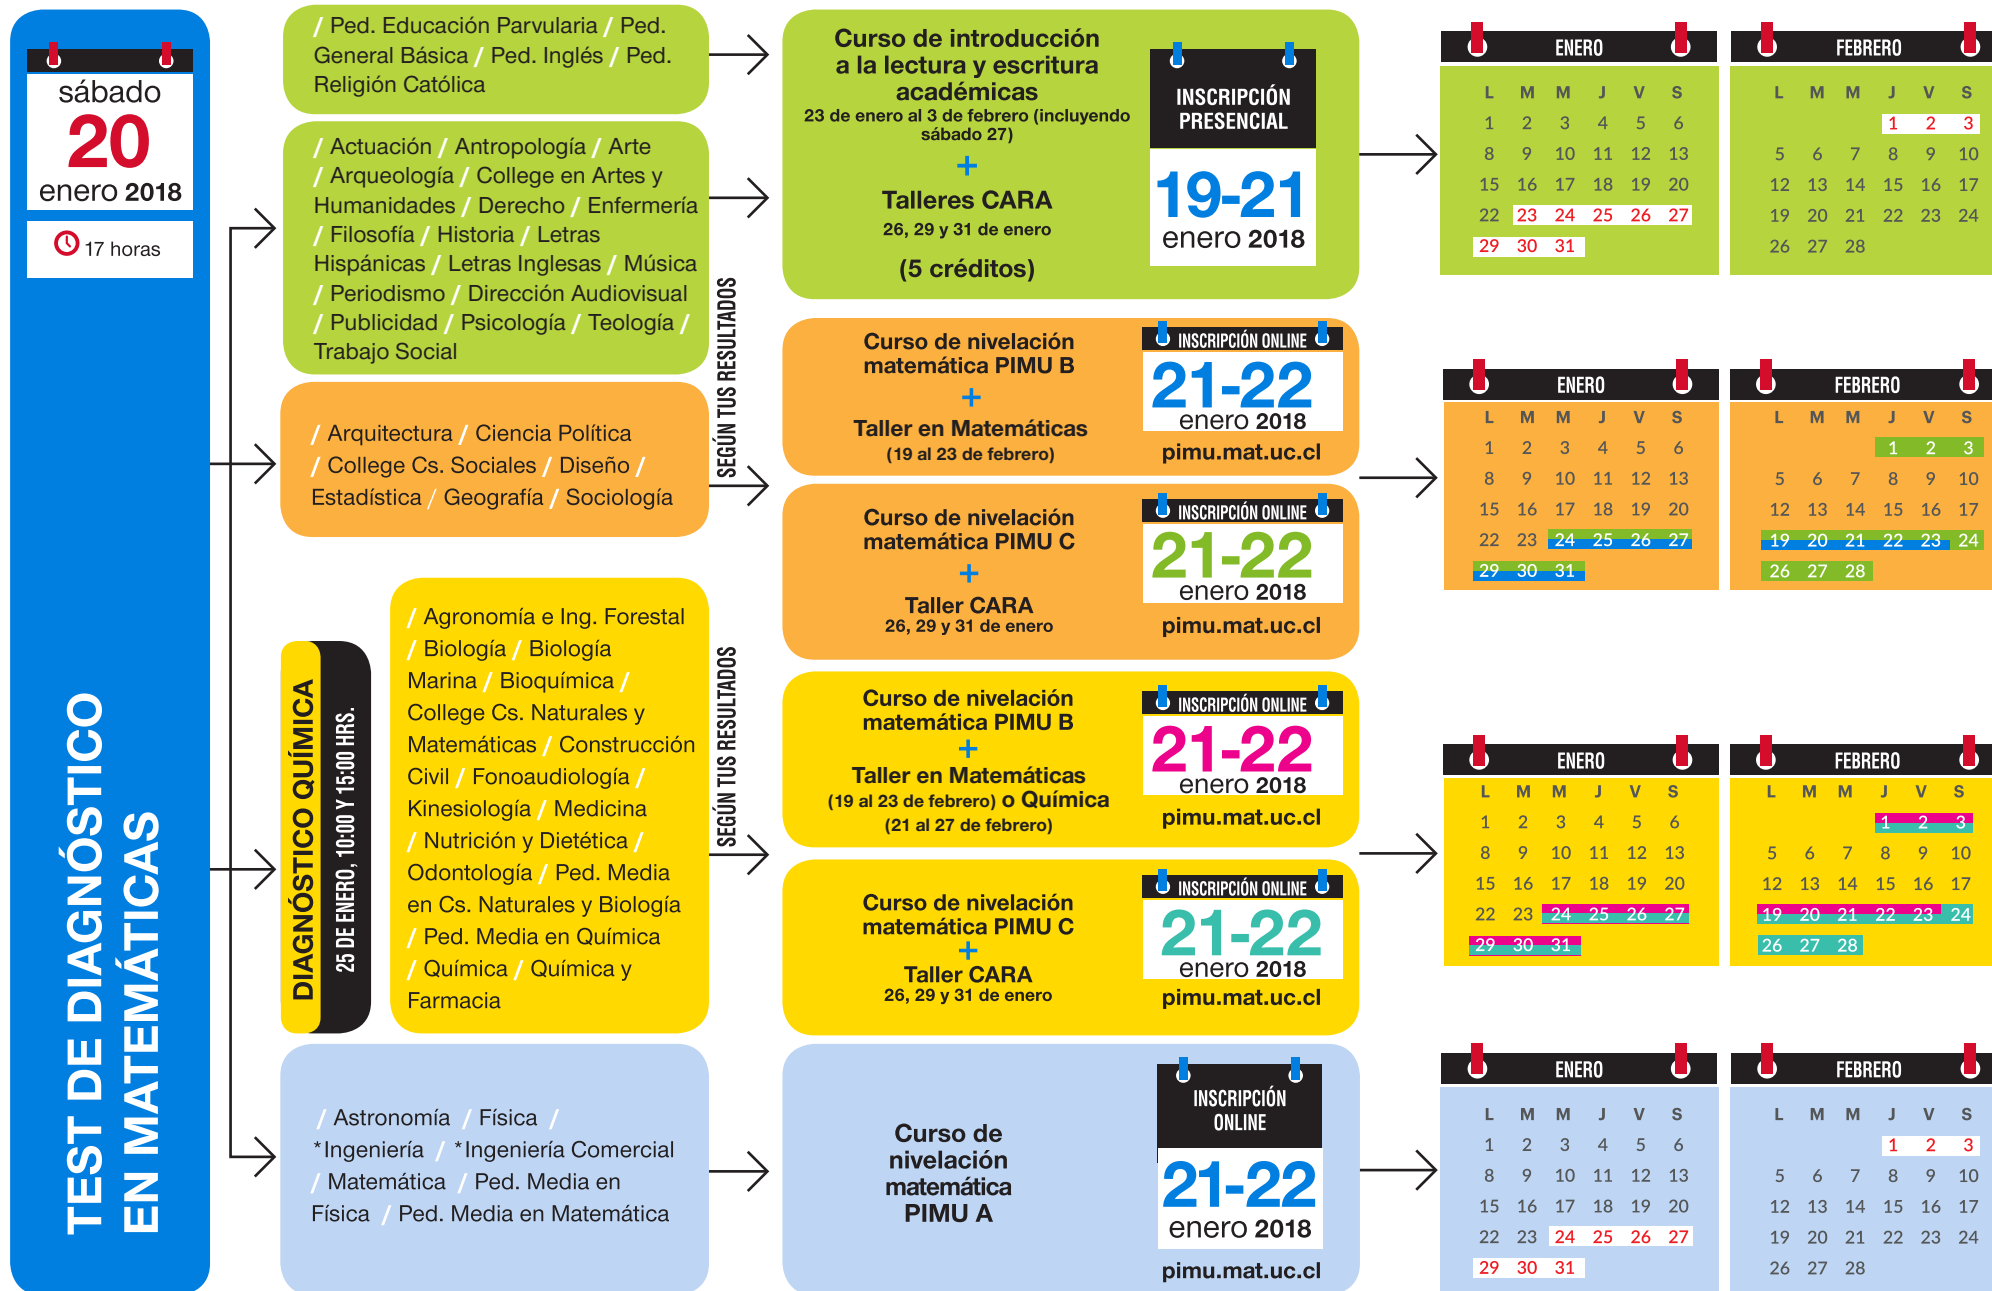 sábado
20
enero 2018
17 horas
TEST DE DIAGNÓSTICO
EN MATEMÁTICAS
/ Ped. Educación Parvularia / Ped.
General Básica / Ped. Inglés / Ped.
Religión Católica
/ Actuación / Antropología / Arte
/ Arqueología / College en Artes y
Humanidades / Derecho / Enfermería
/ Filosofía / Historia / Letras
Hispánicas / Letras Inglesas / Música
/ Periodismo / Dirección Audiovisual
/ Publicidad / Psicología / Teología /
Trabajo Social
/ Arquitectura / Ciencia Política
/ College Cs. Sociales / Diseño /
Estadística / Geografía / Sociología
SEGÚN TUS RESULTADOS
DIAGNÓSTICO QUÍMICA
25 DE ENERO, 10:00 Y 15:00 HRS.
/ Agronomía e Ing. Forestal
/ Biología / Biología
Marina / Bioquímica /
College Cs. Naturales y
Matemáticas / Construcción
Civil / Fonoaudiología /
Kinesiología / Medicina
/ Nutrición y Dietética /
Odontología / Ped. Media
en Cs. Naturales y Biología
/ Ped. Media en Química
/ Química / Química y
Farmacia
SEGÚN TUS RESULTADOS
/ Astronomía / Física /
*Ingeniería / *Ingeniería Comercial
/ Matemática / Ped. Media en
Física / Ped. Media en Matemática
Curso de introducción
a la lectura y escritura
académicas
23 de enero al 3 de febrero (incluyendo
sábado 27)
+
Talleres CARA
26, 29 y 31 de enero
(5 créditos)
INSCRIPCIÓN
PRESENCIAL
19-21
enero 2018
Curso de nivelación
matemática PIMU B
+
Taller en Matemáticas
(19 al 23 de febrero)
INSCRIPCIÓN ONLINE
21-22
enero 2018
pimu.mat.uc.cl
Curso de nivelación
matemática PIMU C
+
Taller CARA
26, 29 y 31 de enero
INSCRIPCIÓN ONLINE
21-22
enero 2018
pimu.mat.uc.cl
Curso de nivelación
matemática PIMU B
+
Taller en Matemáticas
(19 al 23 de febrero) o Química
(21 al 27 de febrero)
INSCRIPCIÓN ONLINE
21-22
enero 2018
pimu.mat.uc.cl
Curso de nivelación
matemática PIMU C
+
Taller CARA
26, 29 y 31 de enero
INSCRIPCIÓN ONLINE
21-22
enero 2018
pimu.mat.uc.cl
Curso de
nivelación
matemática
PIMU A
INSCRIPCIÓN
ONLINE
21-22
enero 2018
pimu.mat.uc.cl
ENERO
L M M J V S
1 2 3 4 5 6
8 9 10 11 12 13
15 16 17 18 19 20
22 23 24 25 26 27
29 30 31
FEBRERO
L M M J V S
1 2 3
5 6 7 8 9 10
12 13 14 15 16 17
19 20 21 22 23 24
26 27 28
ENERO
L M M J V S
1 2 3 4 5 6
8 9 10 11 12 13
15 16 17 18 19 20
22 23 24 25 26 27
29 30 31
FEBRERO
L M M J V S
1 2 3
5 6 7 8 9 10
12 13 14 15 16 17
19 20 21 22 23 24
26 27 28
ENERO
L M M J V S
1 2 3 4 5 6
8 9 10 11 12 13
15 16 17 18 19 20
22 23 24 25 26 27
29 30 31
FEBRERO
L M M J V S
1 2 3
5 6 7 8 9 10
12 13 14 15 16 17
19 20 21 22 23 24
26 27 28
ENERO
L M M J V S
1 2 3 4 5 6
8 9 10 11 12 13
15 16 17 18 19 20
22 23 24 25 26 27
29 30 31
FEBRERO
L M M J V S
1 2 3
5 6 7 8 9 10
12 13 14 15 16 17
19 20 21 22 23 24
26 27 28